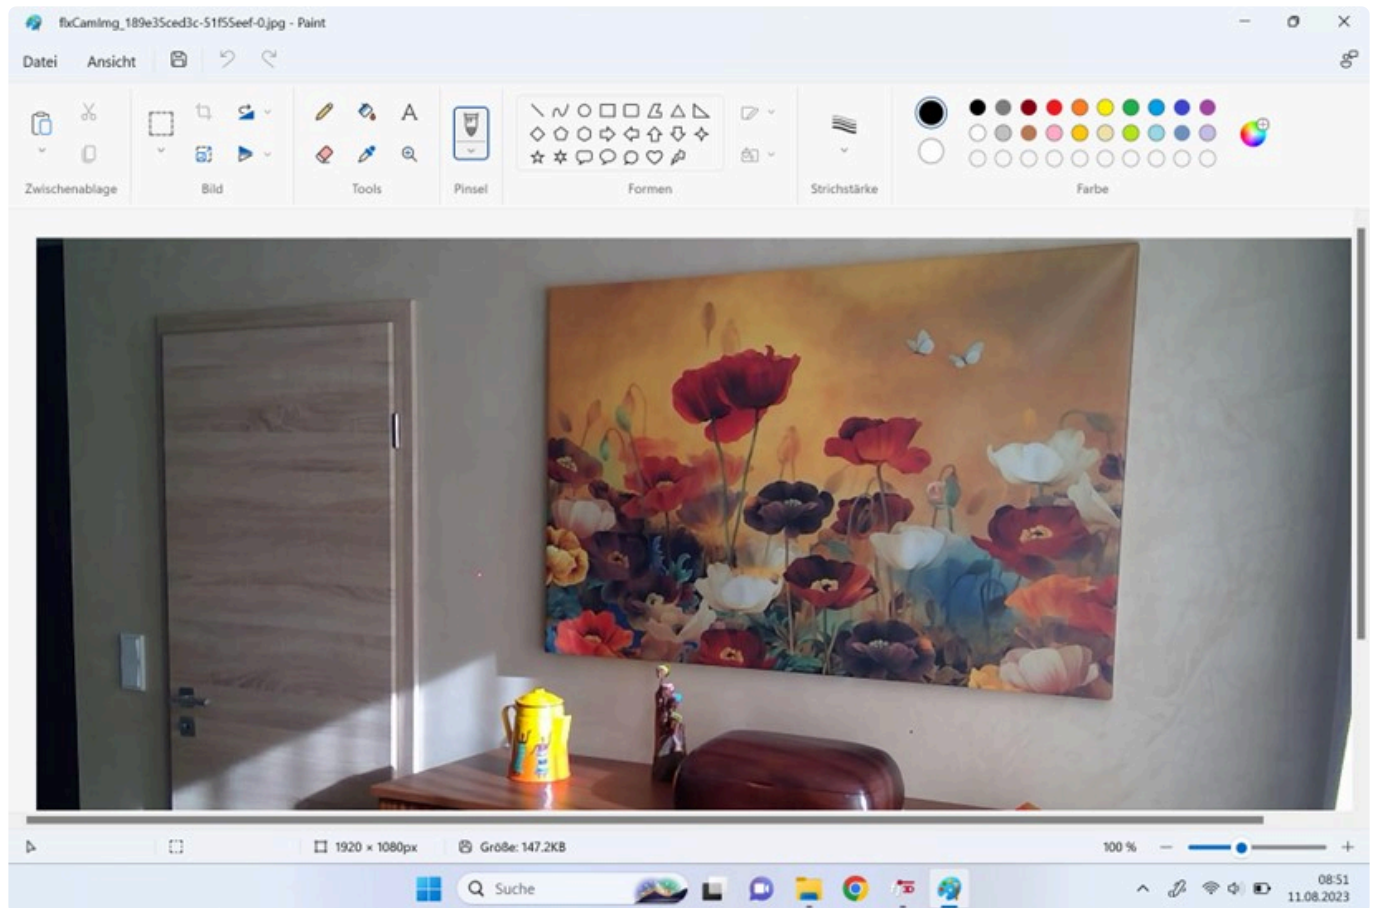 flxCamImg_189e35ced3c-51f55eef-0.jpg - Paint
Datei Ansicht
A
Zwischenablage Bild Tools Pinsel Formen Strichstärke Farbe
1920 × 1080px Größe: 147.2KB 100 %
Suche
08:51
11.08.2023